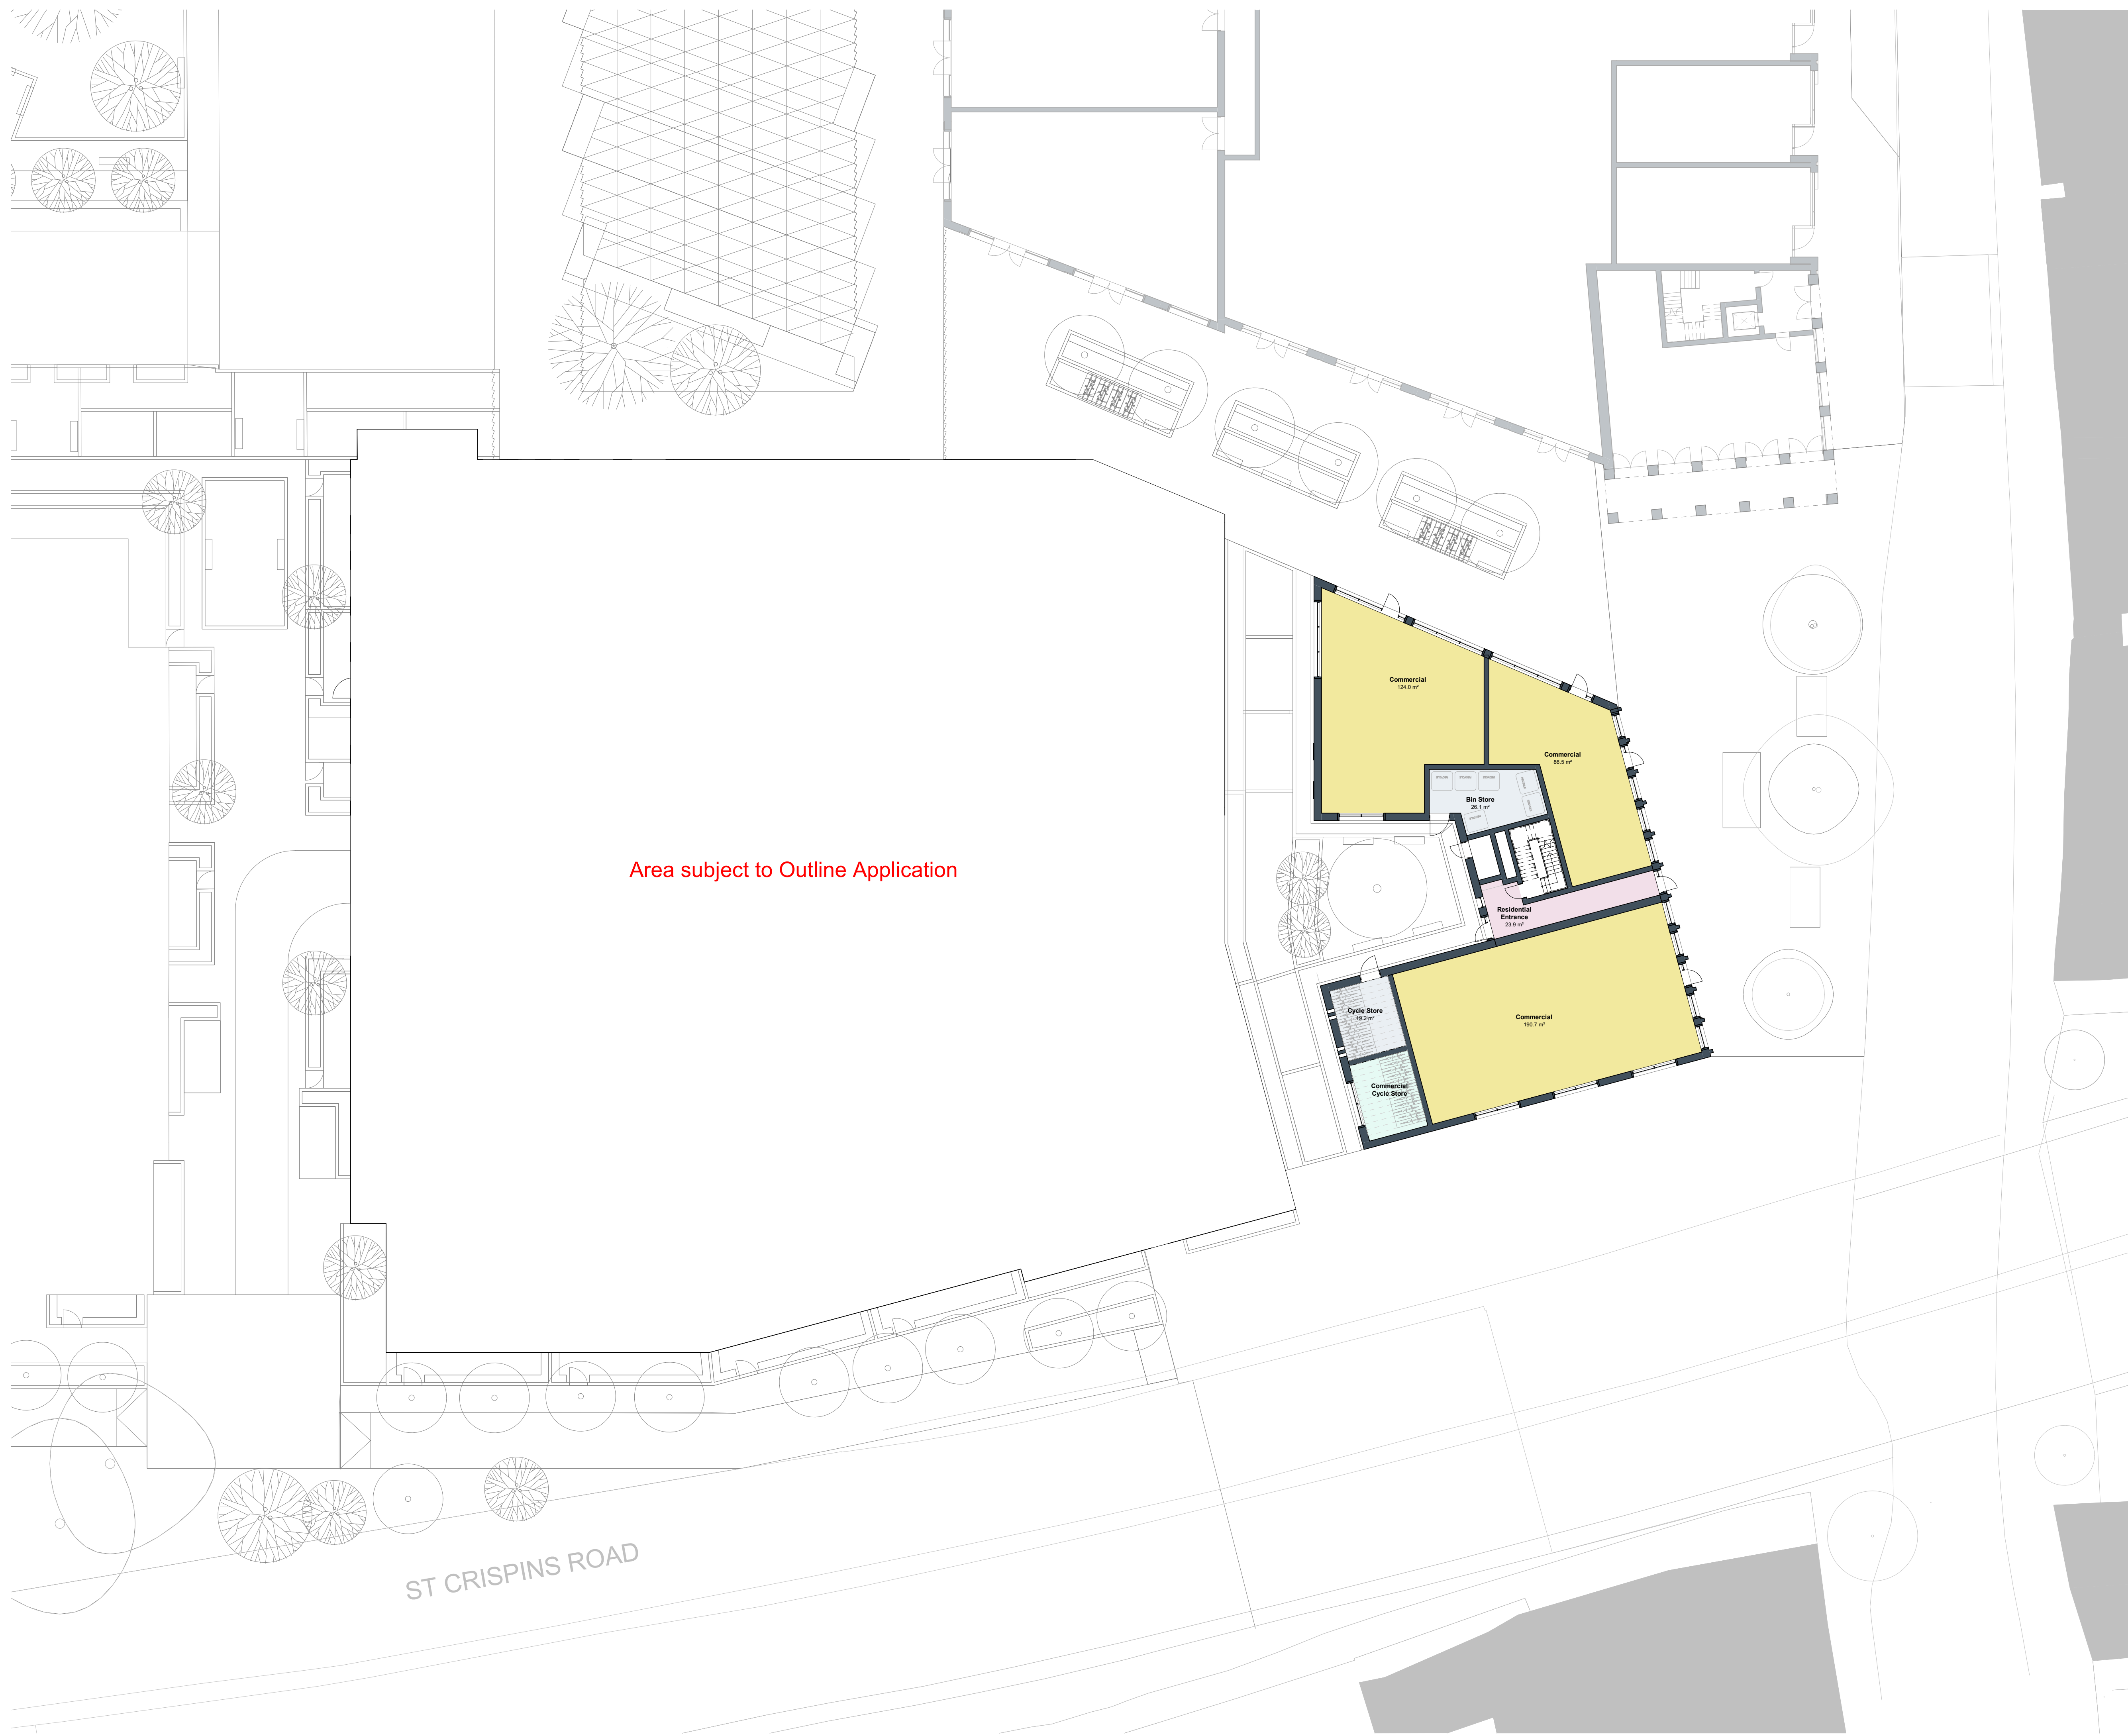 Commercial
124.0 m²
Commercial
86.5 m²
Bin Store
26.1 m²
Area subject to Outline Application
Residential
Entrance
23.9 m²
Cycle Store
19.2 m²
Commercial
190.7 m²
Commercial
Cycle Store
ST CRISPINS ROAD